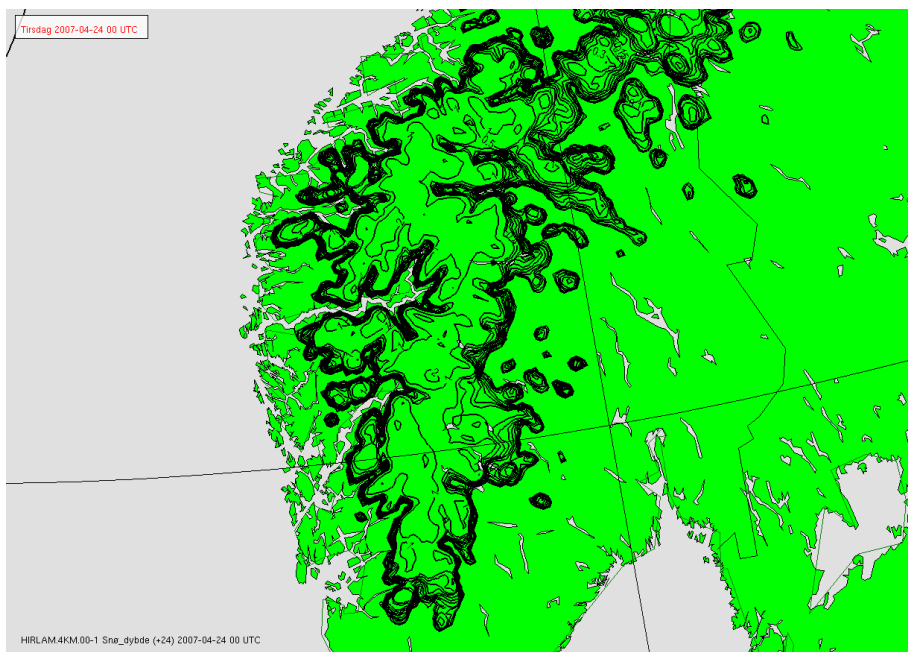 Tirsdag 2007-04-24 00 UTC
HIRLAM.4KM.00-1 Snø_dybde (+24) 2007-04-24 00 UTC